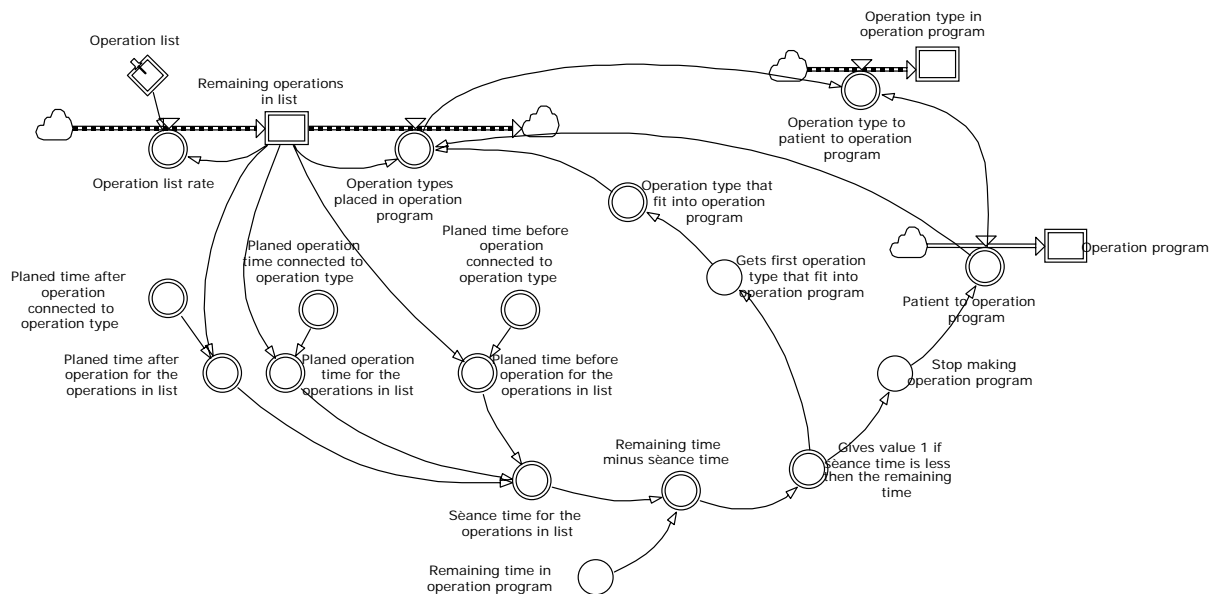 Operation type in
operation program
Operation list
Remaining operations
in list
Operation type to
patient to operation
program
Operation list rate
Operation types
placed in operation
program
Operation type that
fit into operation
program
Planed time before
operation
connected to
operation type
Planed operation
time connected to
operation type
Operation program
Gets first operation
type that fit into
operation program
Planed time after
operation
connected to
operation type
Patient to operation
program
Planed time after
operation for the
operations in list
Planed operation
time for the
operations in list
Planed time before
operation for the
operations in list
Stop making
operation program
Remaining time
minus sèance time
Gives value 1 if
sèance time is less
then the remaining
time
Sèance time for the
operations in list
Remaining time in
operation program